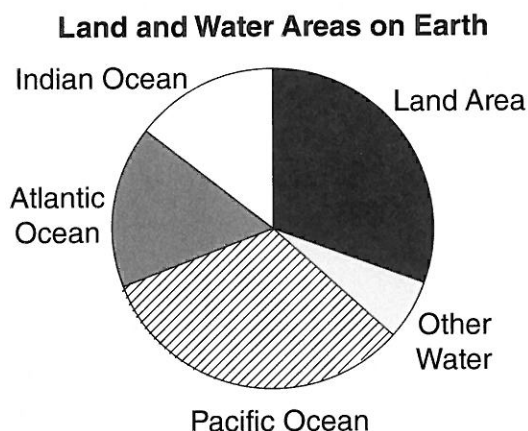 Land and Water Areas on Earth
Indian Ocean
Land Area
Atlantic
Ocean
Other
Water
Pacific Ocean